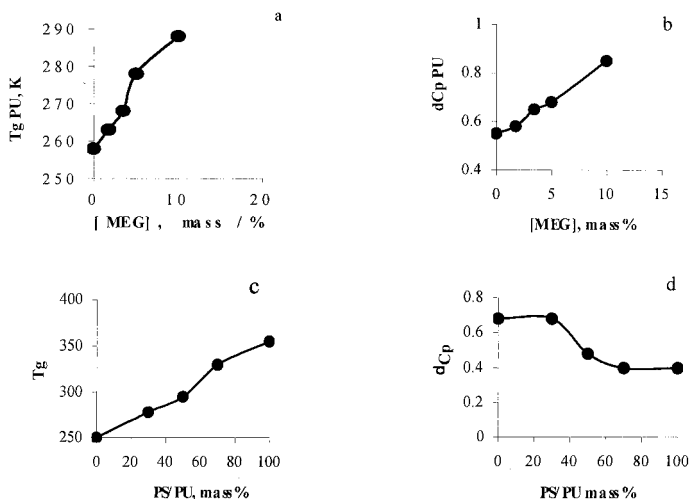 a
290
280
270
260
250
Tg PU, K
0 10 20
[ MEG] , mass / %
b
1
0.8
0.6
0.4
dCp PU
0 5 10 15
[MEG], mass%
c
400
350
300
250
Tg
0 20 40 60 80 100
PS/PU, mass%
d
0.8
0.6
0.4
0.2
0
dCp
0 20 40 60 80 100
PS/PU mass%